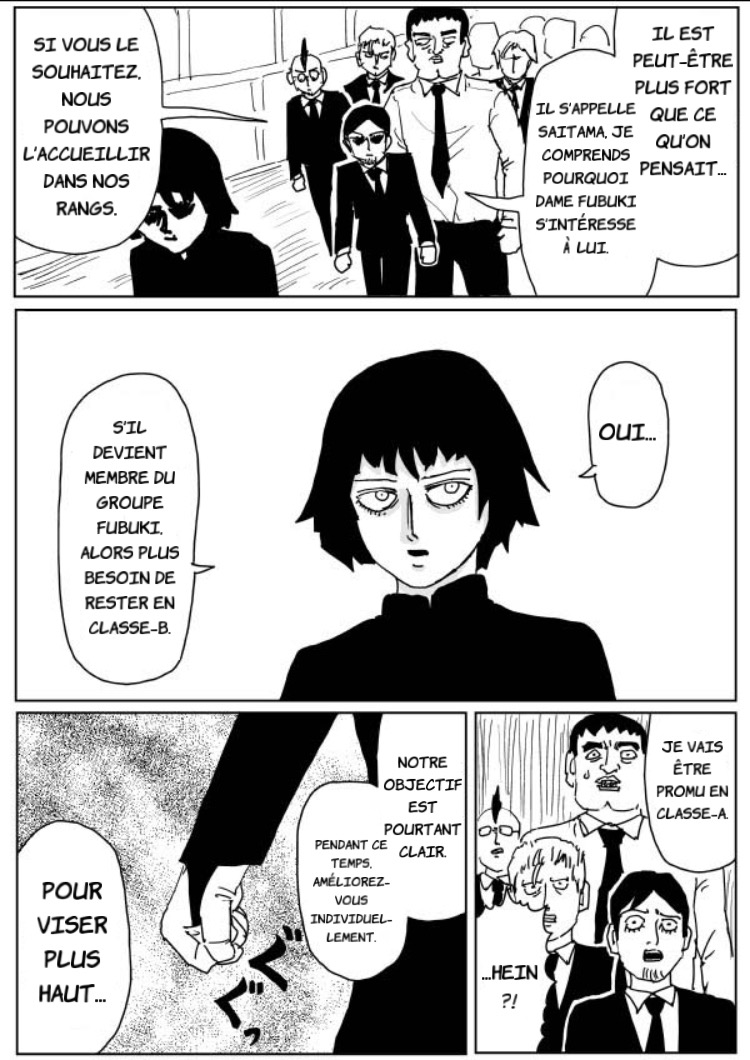 IL EST
PEUT-ÊTRE
PLUS FORT
QUE CE
QU'ON
PENSAIT...
IL S'APPELLE
SAITAMA. JE
COMPRENDS
POURQUOI
DAME FUBUKI
S'INTÉRESSE
À LUI.
SI VOUS LE
SOUHAITEZ,
NOUS
POUVONS
L'ACCUEILLIR
DANS NOS
RANGS.
OUI...
S'IL
DEVIENT
MEMBRE DU
GROUPE
FUBUKI,
ALORS PLUS
BESOIN DE
RESTER EN
CLASSE-B.
NOTRE
OBJECTIF
EST
POURTANT
CLAIR.
PENDANT CE
TEMPS,
AMÉLIOREZ-
VOUS
INDIVIDUEL-
LEMENT.
POUR
VISER
PLUS
HAUT...
ぐぐっ
JE VAIS
ÊTRE
PROMU EN
CLASSE-A.
...HEIN
?!